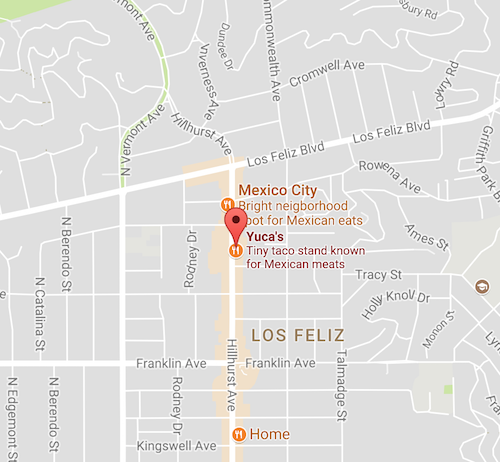 sbury Rd
Vermont Ave
Dundee Dr
Commonwealth Ave
Inverness Ave
Cromwell Ave
Lowry Rd
Hillhurst Ave
N Vermont Ave
Los Feliz Blvd
Los Feliz Blvd
Griffith Park B
Rowena Ave
Mexico City
Bright neigborhood
spot for Mexican eats
N Berendo St
Rodney Dr
Yuca's
Tiny taco stand known
for Mexican meats
Ames St
Tracy St
N Catalina St
Holly Knoll Dr
Monon St
Lyr
LOS FELIZ
Hillhurst Ave
Franklin Ave
Franklin Ave
Talmadge St
N Edgemont St
N Berendo St
Rodney Dr
Home
Kingswell Ave